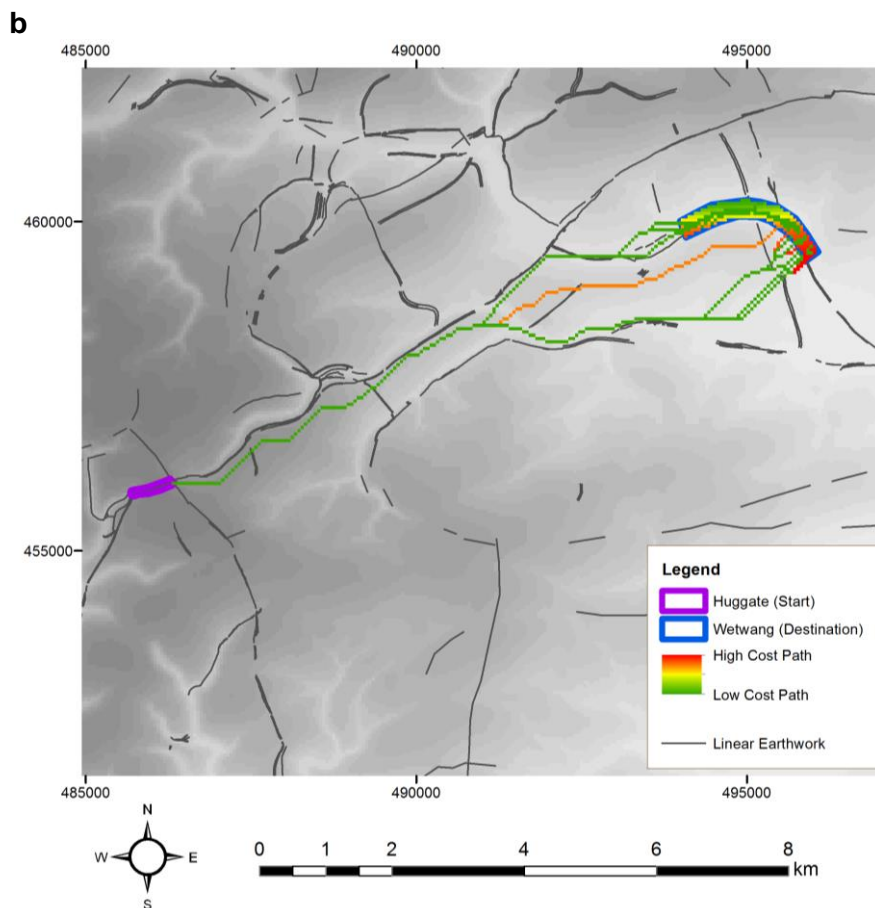 b
485000 490000 495000
460000
455000
Legend
Huggate (Start)
Wetwang (Destination)
High Cost Path
Low Cost Path
Linear Earthwork
485000 490000 495000
N
W E
S
0 1 2 4 6 8
km